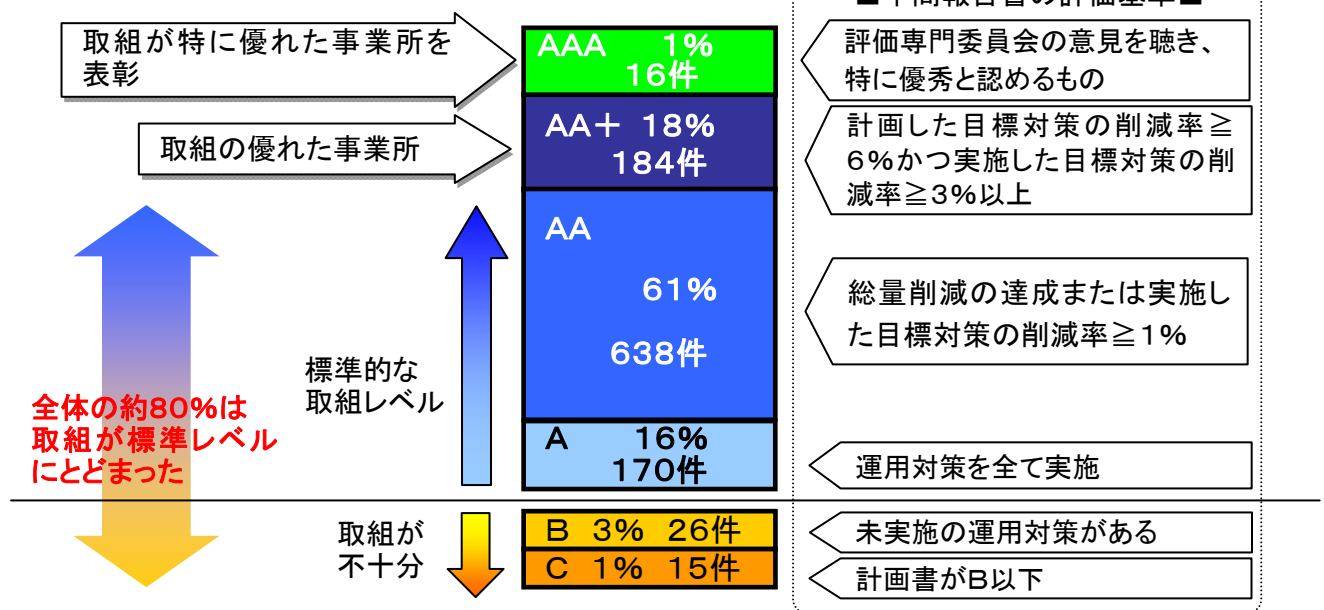 ■中間報告書の評価基準■
取組が特に優れた事業所を
表彰
AAA 1%
16件
評価専門委員会の意見を聴き、
特に優秀と認めるもの
取組の優れた事業所
AA＋ 18%
184件
計画した目標対策の削減率≧
6%かつ実施した目標対策の削
減率≧3%以上
AA
61%
638件
総量削減の達成または実施し
た目標対策の削減率≧1%
標準的な
取組レベル
全体の約80%は
取組が標準レベル
にとどまった
A 16%
170件
運用対策を全て実施
取組が
不十分
B 3% 26件
未実施の運用対策がある
C 1% 15件
計画書がB以下